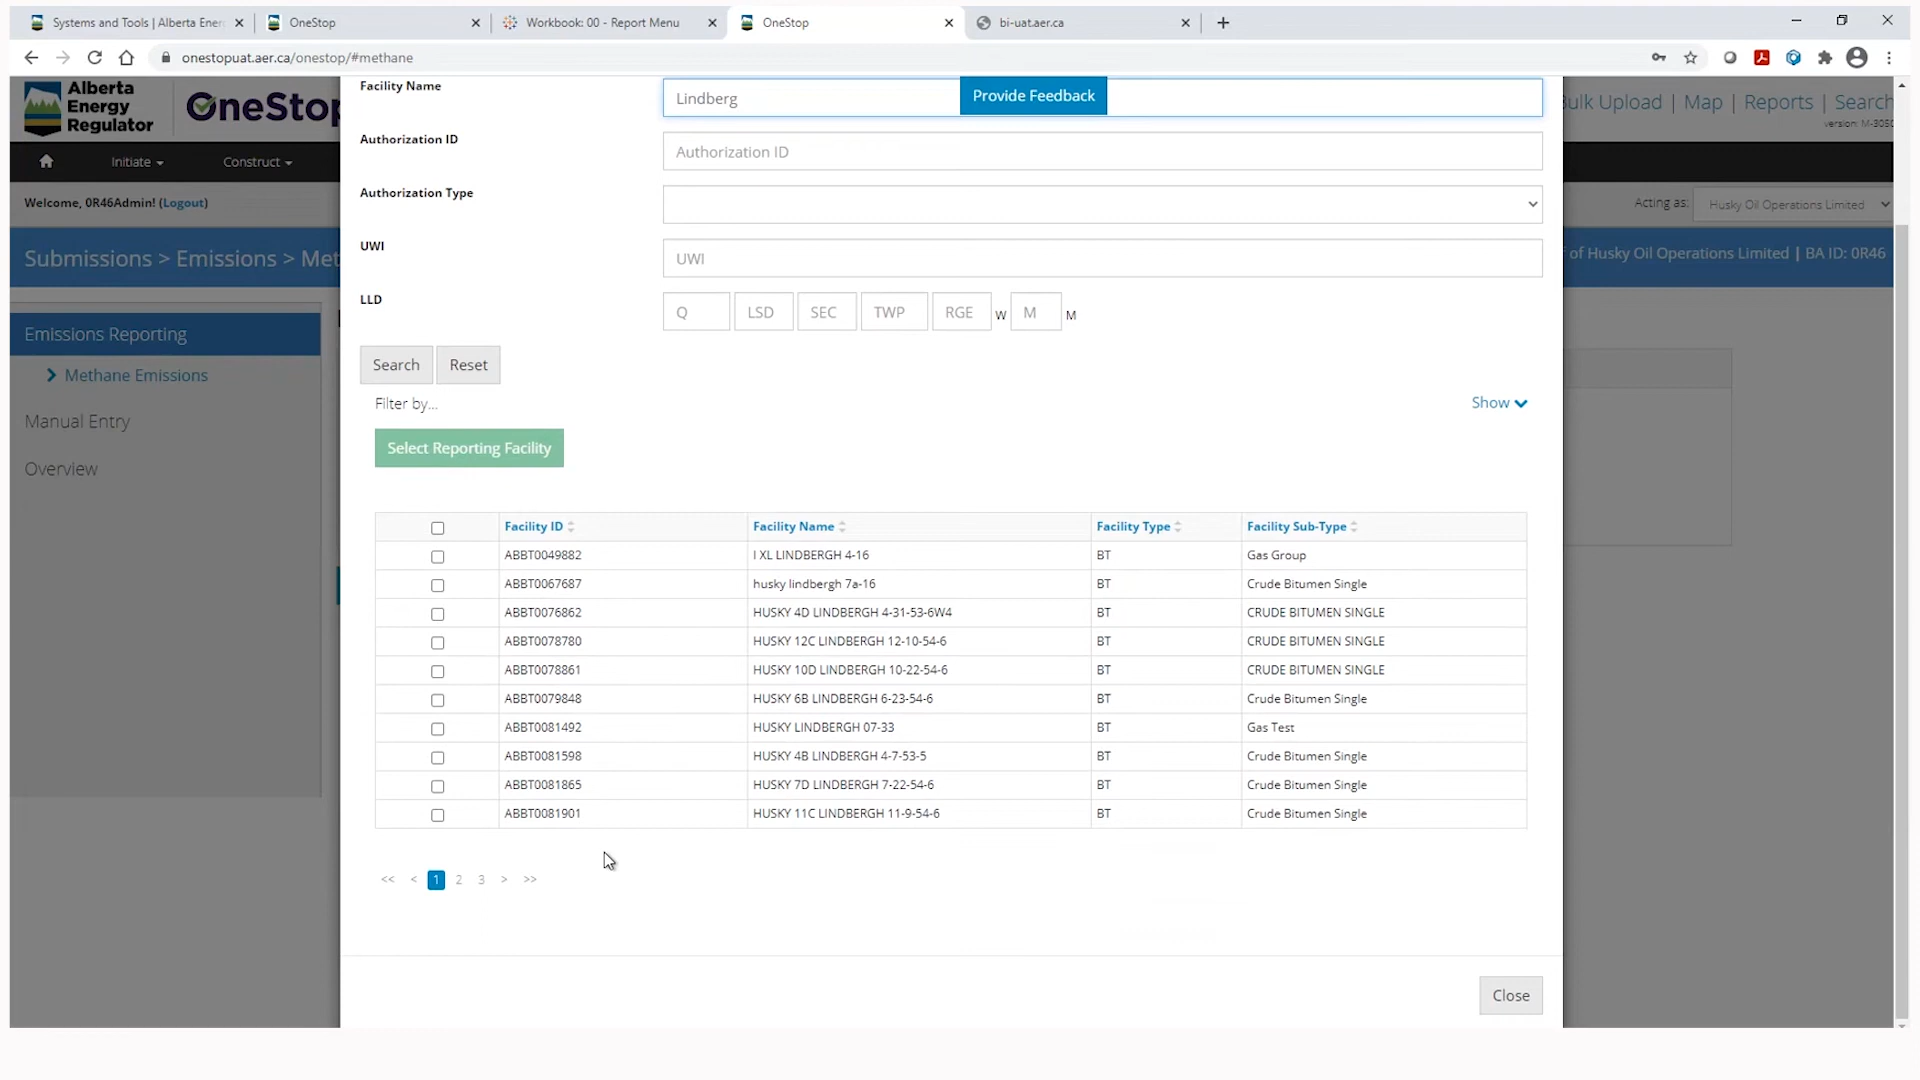 Systems and Tools | Alberta Ener
OneStop
Workbook: 00 - Report Menu
OneStop
bi-uat.aer.ca
onestopuat.aer.ca/onestop/#methane
Alberta
Energy
Regulator
OneStop
Bulk Upload | Map | Reports | Search
Initiate
Construct
Welcome, 0R46Admin! (Logout)
Acting as: Husky Oil Operations Limited
Submissions > Emissions > Met
of Husky Oil Operations Limited | BA ID: 0R46
Emissions Reporting
Methane Emissions
Manual Entry
Overview
Facility Name
Lindberg
Provide Feedback
Authorization ID
Authorization ID
Authorization Type
UWI
UWI
LLD
Q LSD SEC TWP RGE W M M
Search Reset
Filter by...
Show
Select Reporting Facility
Facility ID Facility Name Facility Type Facility Sub-Type
ABBT0049882 I XL LINDBERGH 4-16 BT Gas Group
ABBT0067687 husky lindbergh 7a-16 BT Crude Bitumen Single
ABBT0076862 HUSKY 4D LINDBERGH 4-31-53-6W4 BT CRUDE BITUMEN SINGLE
ABBT0078780 HUSKY 12C LINDBERGH 12-10-54-6 BT CRUDE BITUMEN SINGLE
ABBT0078861 HUSKY 10D LINDBERGH 10-22-54-6 BT CRUDE BITUMEN SINGLE
ABBT0079848 HUSKY 6B LINDBERGH 6-23-54-6 BT Crude Bitumen Single
ABBT0081492 HUSKY LINDBERGH 07-33 BT Gas Test
ABBT0081598 HUSKY 4B LINDBERGH 4-7-53-5 BT Crude Bitumen Single
ABBT0081865 HUSKY 7D LINDBERGH 7-22-54-6 BT Crude Bitumen Single
ABBT0081901 HUSKY 11C LINDBERGH 11-9-54-6 BT Crude Bitumen Single
<< < 1 2 3 > >>
Close